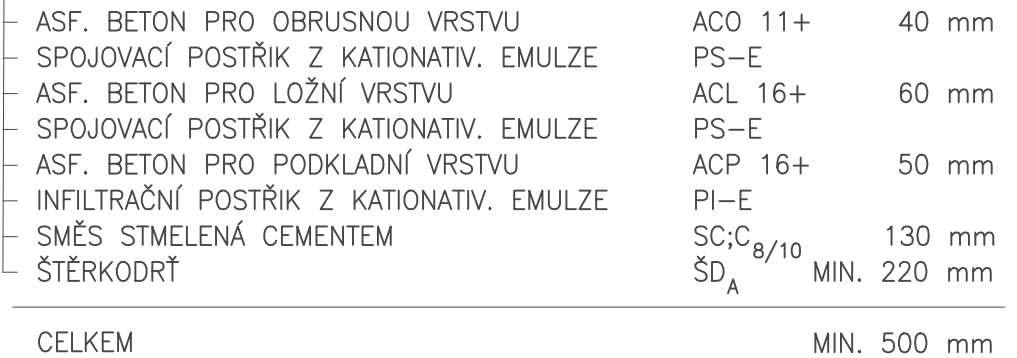 ASF. BETON PRO OBRUSNOU VRSTVU ACO 11+ 40 mm
SPOJOVACÍ POSTŘIK Z KATIONATIV. EMULZE PS-E
ASF. BETON PRO LOŽNÍ VRSTVU ACL 16+ 60 mm
SPOJOVACÍ POSTŘIK Z KATIONATIV. EMULZE PS-E
ASF. BETON PRO PODKLADNÍ VRSTVU ACP 16+ 50 mm
INFILTRAČNÍ POSTŘIK Z KATIONATIV. EMULZE PI-E
SMĚS STMELENÁ CEMENTEM SC;C8/10 130 mm
ŠTĚRKODRŤ ŠDA MIN. 220 mm
CELKEM MIN. 500 mm